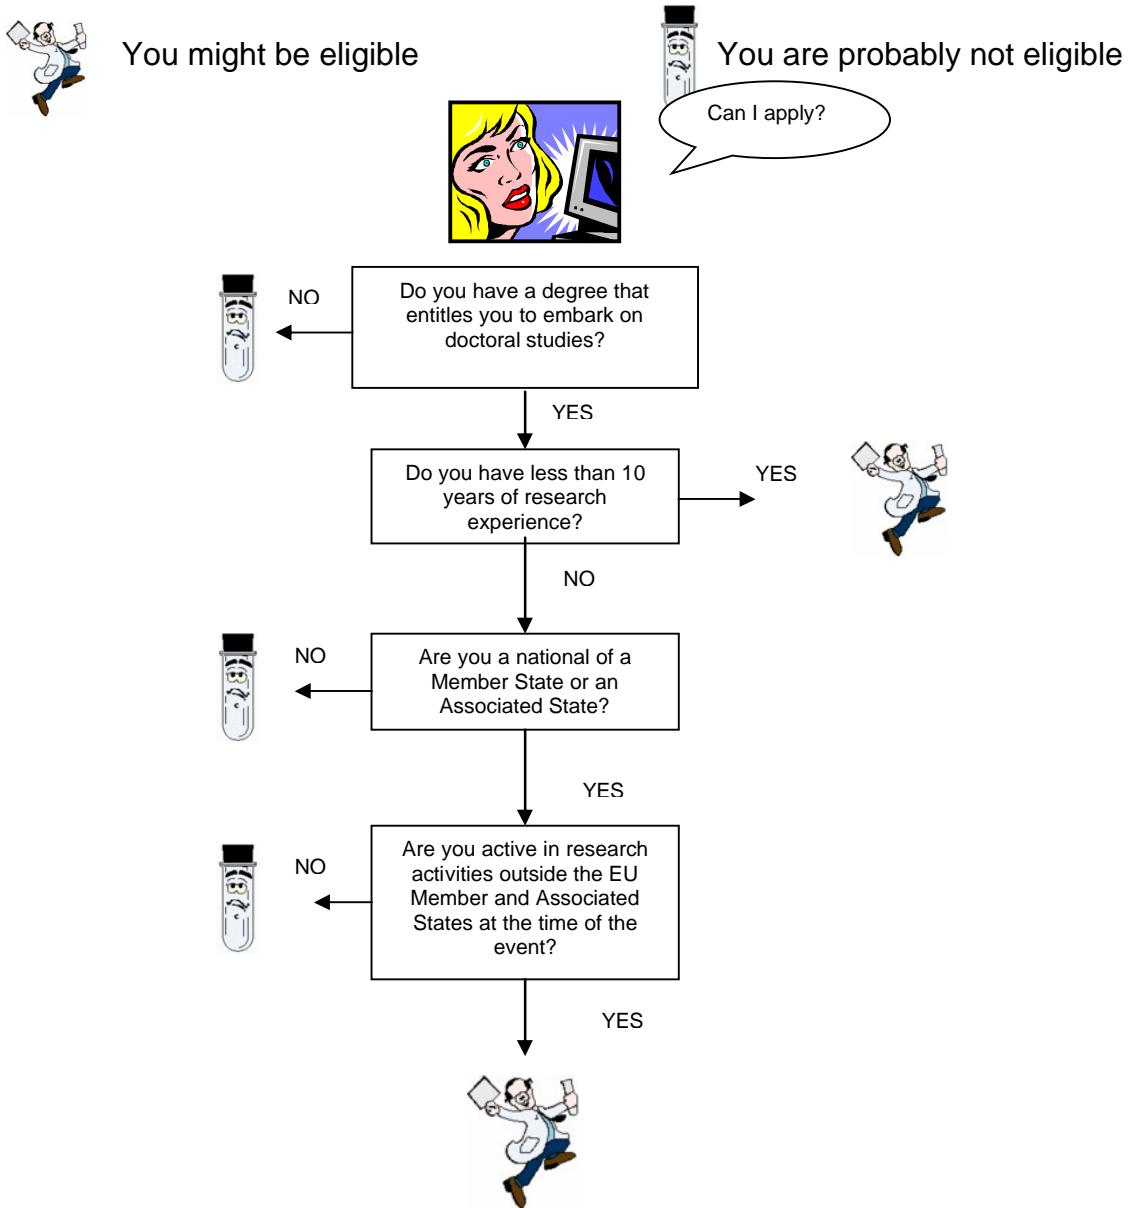 You might be eligible
You are probably not eligible
Can I apply?
NO
Do you have a degree that
entitles you to embark on
doctoral studies?
YES
Do you have less than 10
years of research
experience?
YES
NO
NO
Are you a national of a
Member State or an
Associated State?
YES
NO
Are you active in research
activities outside the EU
Member and Associated
States at the time of the
event?
YES